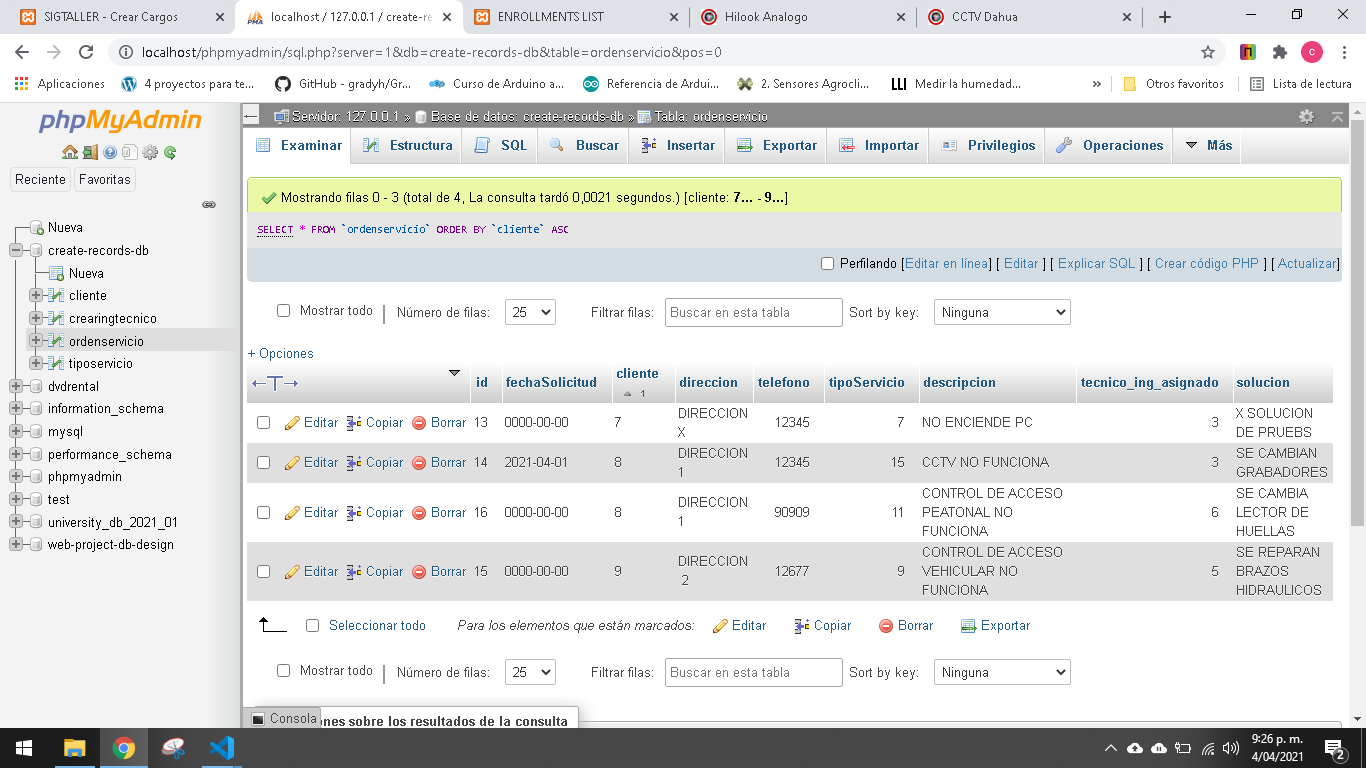 SIGTALLER - Crear Cargos
localhost / 127.0.0.1 / create-re
ENROLLMENTS LIST
Hilook Analogo
CCTV Dahua
localhost/phpmyadmin/sql.php?server=1&db=create-records-db&table=ordenservicio&pos=0
c
Aplicaciones
4 proyectos para te...
GitHub - gradyh/Gr...
Curso de Arduino a...
Referencia de Ardui...
2. Sensores Agrocli...
Medir la humedad...
»
Otros favoritos
Lista de lectura
phpMyAdmin
Reciente
Favoritas
Nueva
create-records-db
Nueva
cliente
crearingtecnico
ordenservicio
tiposervicio
dvdrental
information_schema
mysql
performance_schema
phpmyadmin
test
university_db_2021_01
web-project-db-design
Servidor: 127.0.0.1 » Base de datos: create-records-db » Tabla: ordenservicio
Examinar
Estructura
SQL
Buscar
Insertar
Exportar
Importar
Privilegios
Operaciones
Más
Mostrando filas 0 - 3 (total de 4, La consulta tardó 0,0021 segundos.) [cliente: 7... - 9...]
SELECT * FROM `ordenservicio` ORDER BY `cliente` ASC
Perfilando [Editar en línea] [ Editar ] [ Explicar SQL ] [ Crear código PHP ] [ Actualizar]
Mostrar todo | Número de filas: 25 Filtrar filas: Buscar en esta tabla Sort by key: Ninguna
+ Opciones
←T→ id fechaSolicitud cliente 1 direccion telefono tipoServicio descripcion tecnico_ing_asignado solucion
Editar Copiar Borrar 13 0000-00-00 7 DIRECCION X 12345 7 NO ENCIENDE PC 3 X SOLUCION DE PRUEBS
Editar Copiar Borrar 14 2021-04-01 8 DIRECCION 1 12345 15 CCTV NO FUNCIONA 3 SE CAMBIAN GRABADORES
Editar Copiar Borrar 16 0000-00-00 8 DIRECCION 1 90909 11 CONTROL DE ACCESO PEATONAL NO FUNCIONA 6 SE CAMBIA LECTOR DE HUELLAS
Editar Copiar Borrar 15 0000-00-00 9 DIRECCION 2 12677 9 CONTROL DE ACCESO VEHICULAR NO FUNCIONA 5 SE REPARAN BRAZOS HIDRAULICOS
Seleccionar todo Para los elementos que están marcados: Editar Copiar Borrar Exportar
Mostrar todo | Número de filas: 25 Filtrar filas: Buscar en esta tabla Sort by key: Ninguna
Consola
nes sobre los resultados de la consulta
9:26 p. m.
4/04/2021
2